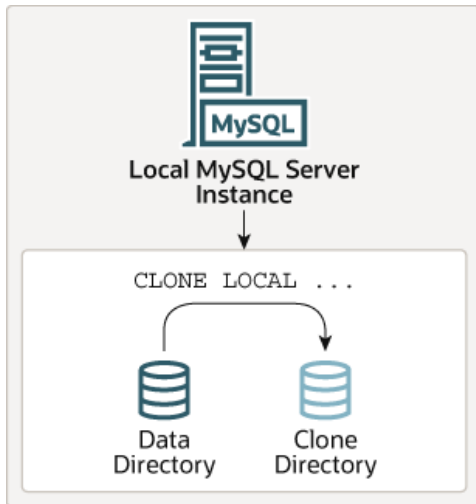 MySQL
Local MySQL Server
Instance
CLONE LOCAL ...
Data
Directory
Clone
Directory